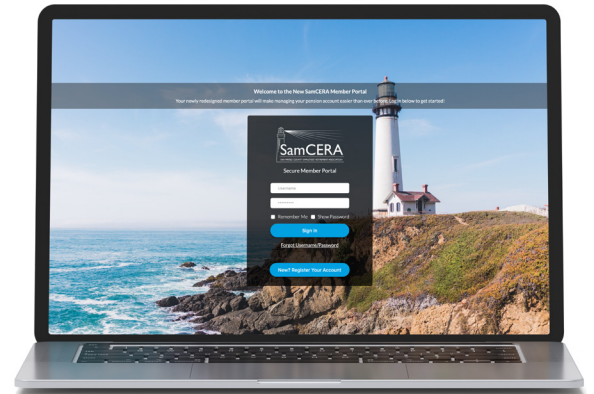 Welcome to the New SamCERA Member Portal
Your newly redesigned member portal will make managing your pension account easier than ever before. Log in below to get started!
SamCERA
Secure Member Portal
Username
Remember Me Show Password
Sign In
Forgot Username/Password
New? Register Your Account